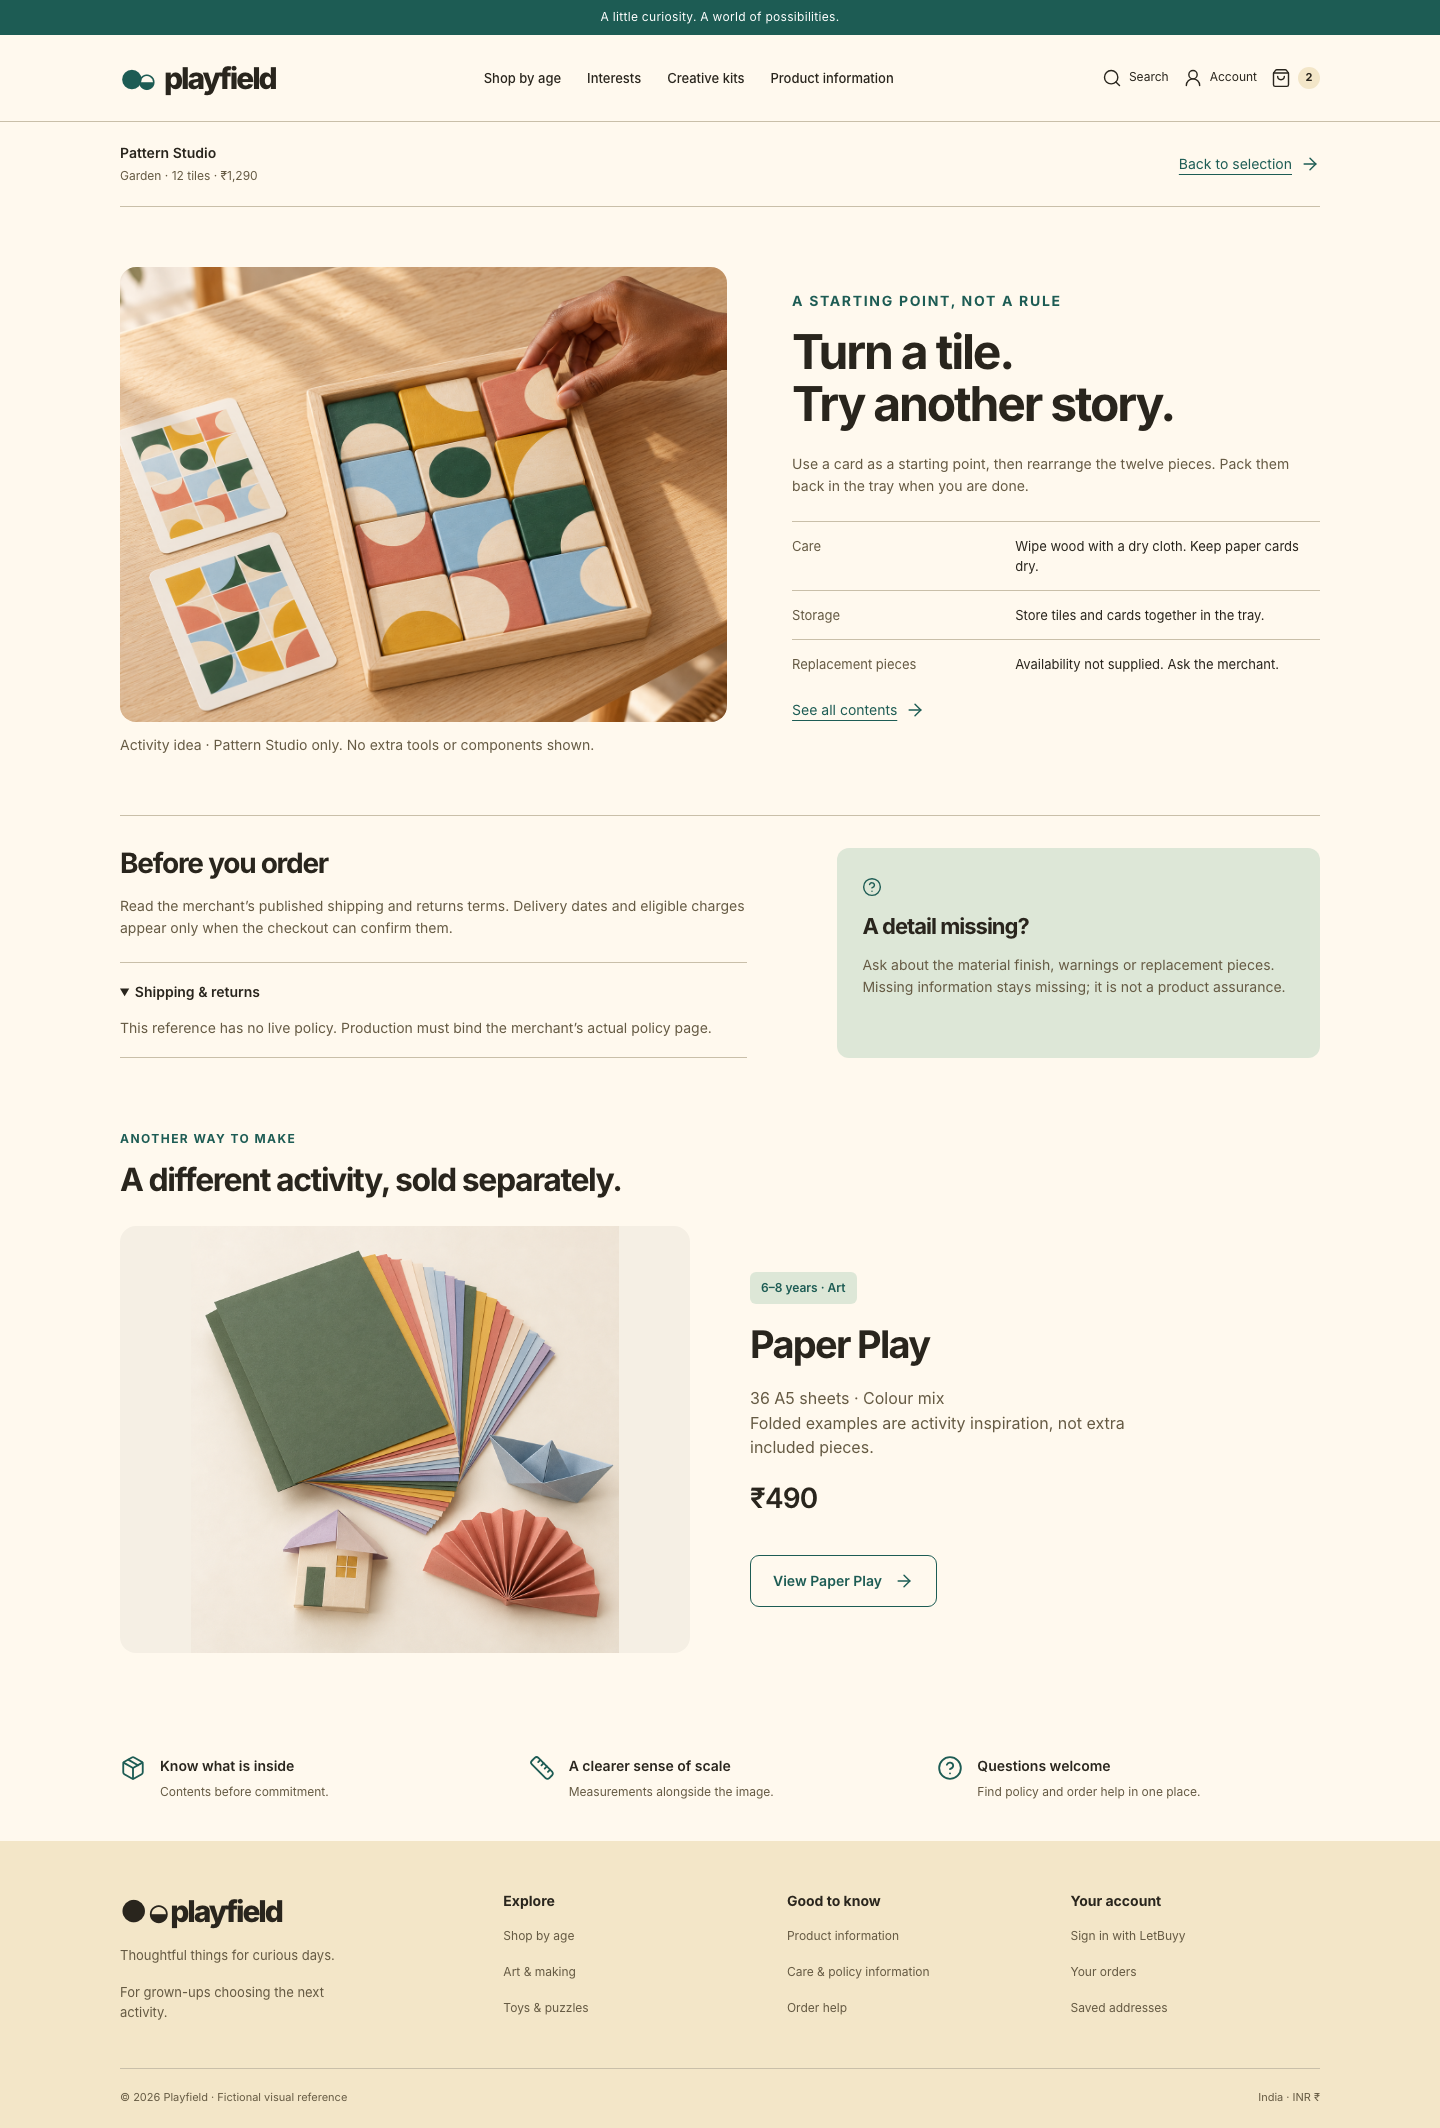 A little curiosity. A world of possibilities.
playfield
Shop by age
Interests
Creative kits
Product information
Search
Account
2
Pattern Studio
Garden · 12 tiles · ₹1,290
Back to selection
A STARTING POINT, NOT A RULE
Turn a tile.
Try another story.
Use a card as a starting point, then rearrange the twelve pieces. Pack them
back in the tray when you are done.
Care
Wipe wood with a dry cloth. Keep paper cards
dry.
Storage
Store tiles and cards together in the tray.
Replacement pieces
Availability not supplied. Ask the merchant.
See all contents
Activity idea · Pattern Studio only. No extra tools or components shown.
Before you order
Read the merchant’s published shipping and returns terms. Delivery dates and eligible charges
appear only when the checkout can confirm them.
Shipping & returns
This reference has no live policy. Production must bind the merchant’s actual policy page.
A detail missing?
Ask about the material finish, warnings or replacement pieces.
Missing information stays missing; it is not a product assurance.
ANOTHER WAY TO MAKE
A different activity, sold separately.
6–8 years · Art
Paper Play
36 A5 sheets · Colour mix
Folded examples are activity inspiration, not extra
included pieces.
₹490
View Paper Play
Know what is inside
Contents before commitment.
A clearer sense of scale
Measurements alongside the image.
Questions welcome
Find policy and order help in one place.
playfield
Thoughtful things for curious days.
For grown-ups choosing the next
activity.
Explore
Shop by age
Art & making
Toys & puzzles
Good to know
Product information
Care & policy information
Order help
Your account
Sign in with LetBuyy
Your orders
Saved addresses
© 2026 Playfield · Fictional visual reference
India · INR ₹